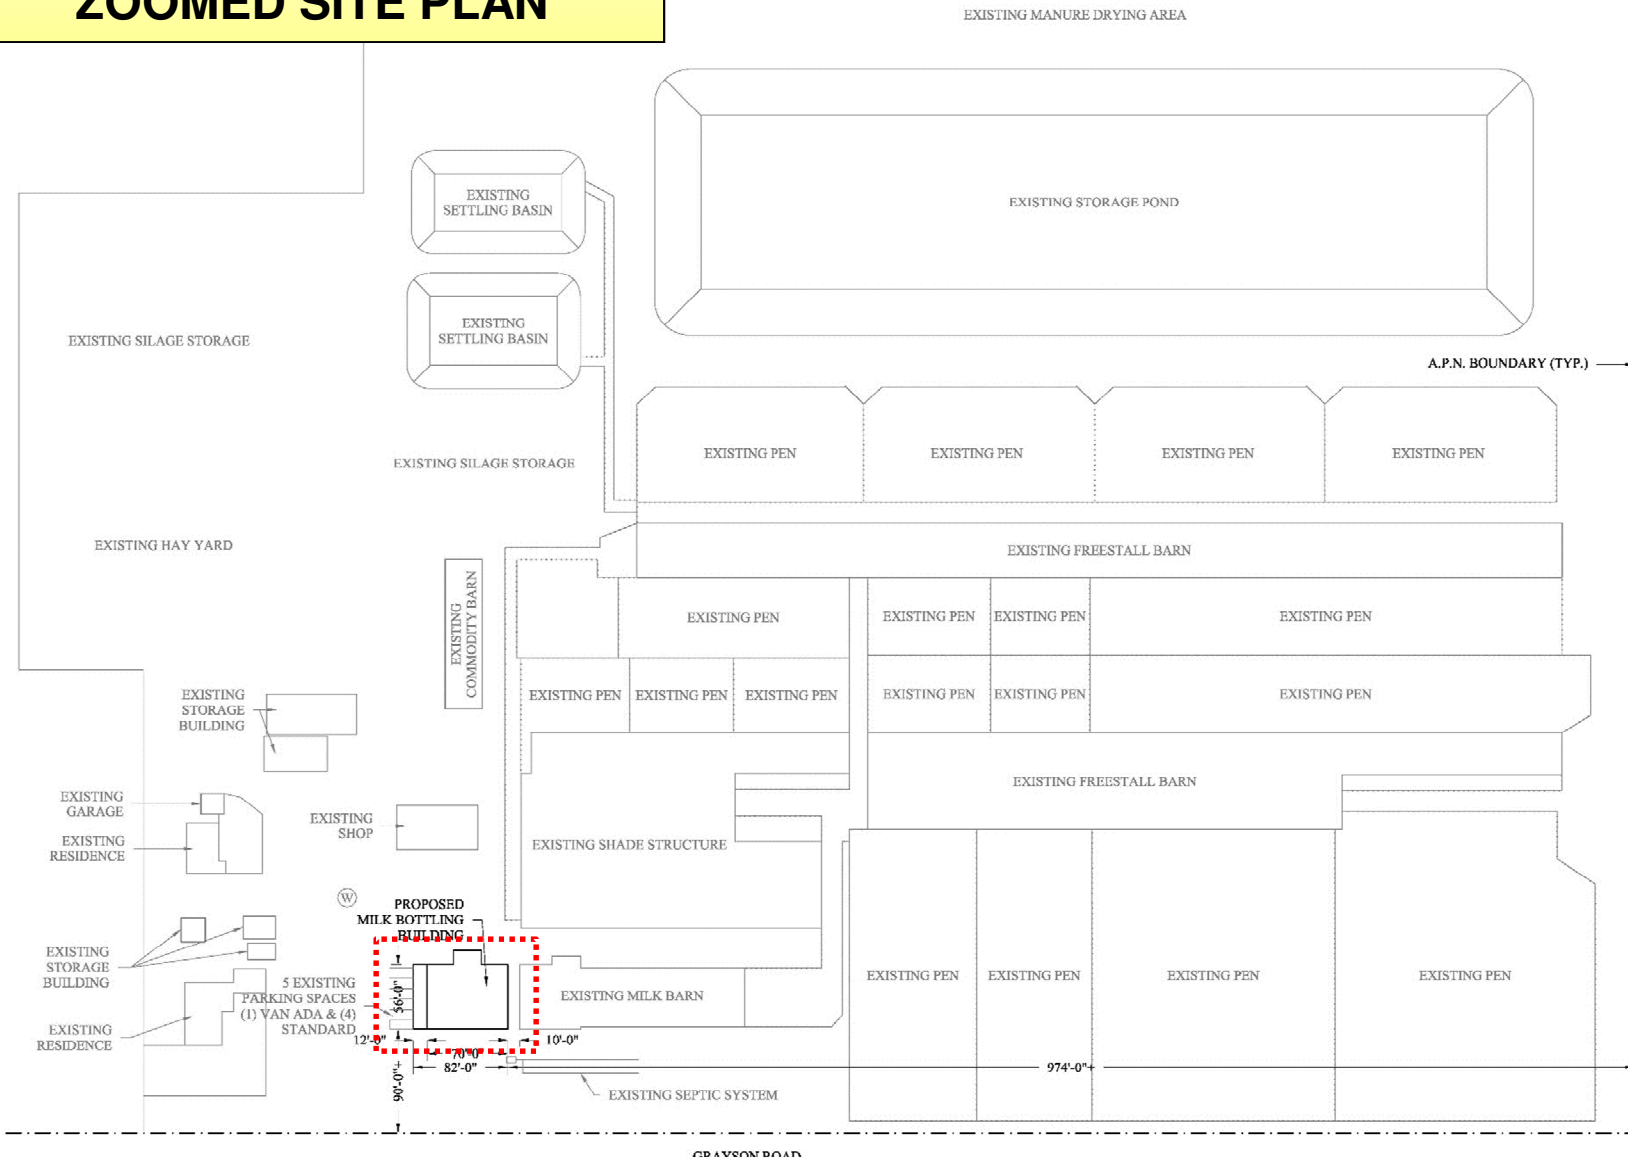 ZOOMED SITE PLAN
EXISTING MANURE DRYING AREA
EXISTING
SETTLING BASIN
EXISTING STORAGE POND
EXISTING
SETTLING BASIN
EXISTING SILAGE STORAGE
A.P.N. BOUNDARY (TYP.)
EXISTING PEN
EXISTING PEN
EXISTING PEN
EXISTING PEN
EXISTING SILAGE STORAGE
EXISTING HAY YARD
EXISTING FREESTALL BARN
EXISTING
COMMODITY BARN
EXISTING PEN
EXISTING PEN
EXISTING PEN
EXISTING PEN
EXISTING PEN
EXISTING PEN
EXISTING PEN
EXISTING PEN
EXISTING PEN
EXISTING PEN
EXISTING
STORAGE
BUILDING
EXISTING FREESTALL BARN
EXISTING
GARAGE
EXISTING
RESIDENCE
EXISTING
SHOP
EXISTING SHADE STRUCTURE
W
PROPOSED
MILK BOTTLING
BUILDING
EXISTING
STORAGE
BUILDING
5 EXISTING
PARKING SPACES
(1) VAN ADA & (4)
STANDARD
56'-0"
EXISTING MILK BARN
EXISTING PEN
EXISTING PEN
EXISTING PEN
EXISTING PEN
EXISTING
RESIDENCE
12'-0"
10'-0"
70'-0"
82'-0"
974'-0"+
90'-0"+
EXISTING SEPTIC SYSTEM
GRAYSON ROAD